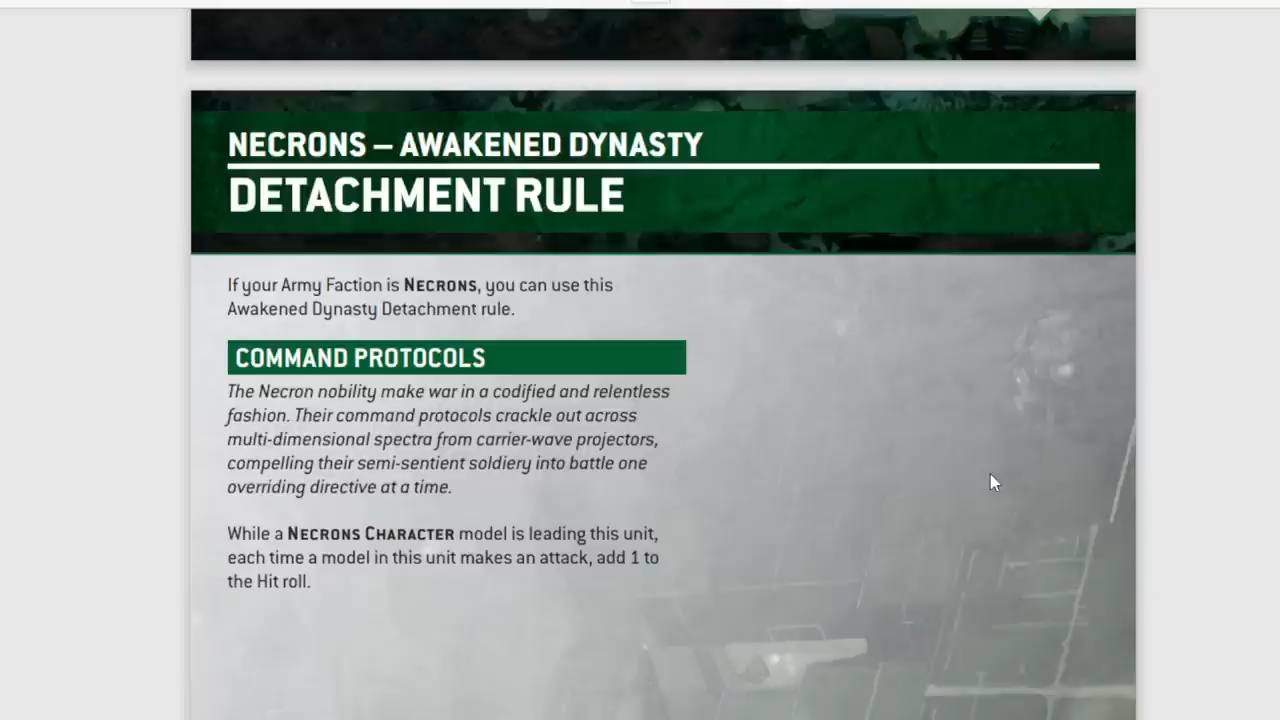 NECRONS – AWAKENED DYNASTY
DETACHMENT RULE
If your Army Faction is NECRONS, you can use this
Awakened Dynasty Detachment rule.
COMMAND PROTOCOLS
The Necron nobility make war in a codified and relentless
fashion. Their command protocols crackle out across
multi-dimensional spectra from carrier-wave projectors,
compelling their semi-sentient soldiery into battle one
overriding directive at a time.
While a NECRONS CHARACTER model is leading this unit,
each time a model in this unit makes an attack, add 1 to
the Hit roll.